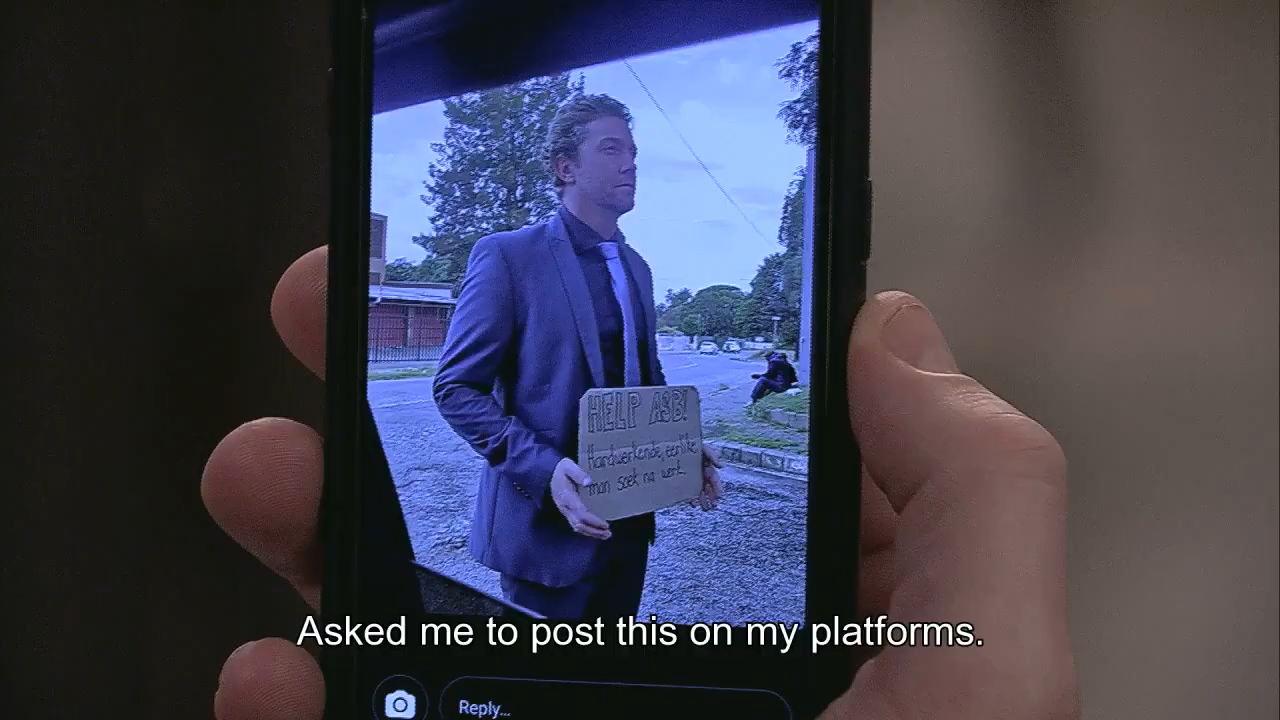 HELP ASB!
Hardwerkende, eerlike
man soek na werk.
Asked me to post this on my platforms.
Reply...